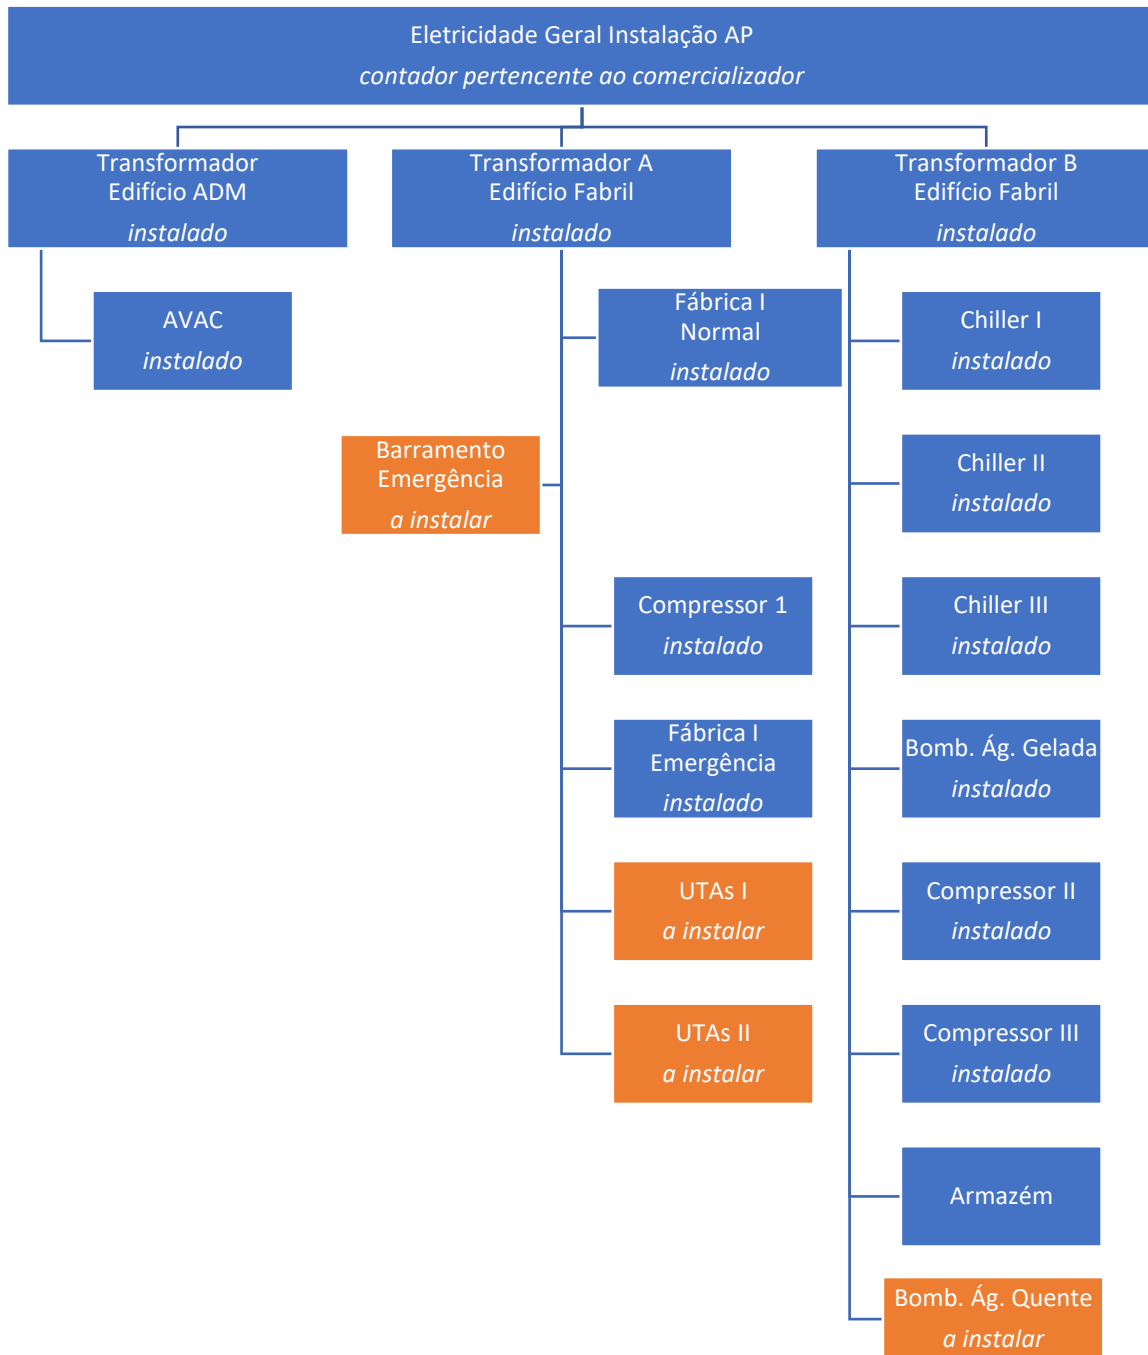 Eletricidade Geral Instalação AP
contador pertencente ao comercializador
Transformador
Edifício ADM
instalado
Transformador A
Edifício Fabril
instalado
Transformador B
Edifício Fabril
instalado
AVAC
instalado
Fábrica I
Normal
instalado
Barramento
Emergência
a instalar
Compressor 1
instalado
Fábrica I
Emergência
instalado
UTAs I
a instalar
UTAs II
a instalar
Chiller I
instalado
Chiller II
instalado
Chiller III
instalado
Bomb. Ág. Gelada
instalado
Compressor II
instalado
Compressor III
instalado
Armazém
Bomb. Ág. Quente
a instalar